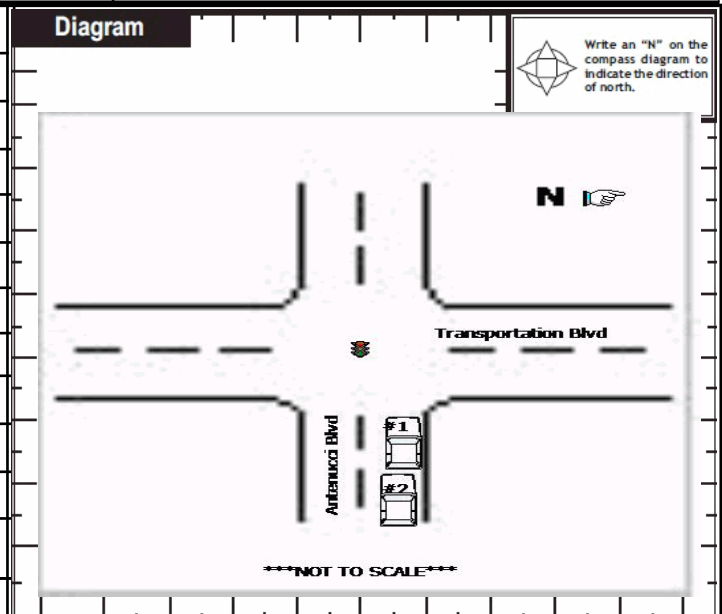 Diagram
Write an "N" on the
compass diagram to
indicate the direction
of north.
N
Transportation Blvd
Antenucci Blvd
#1
#2
***NOT TO SCALE***